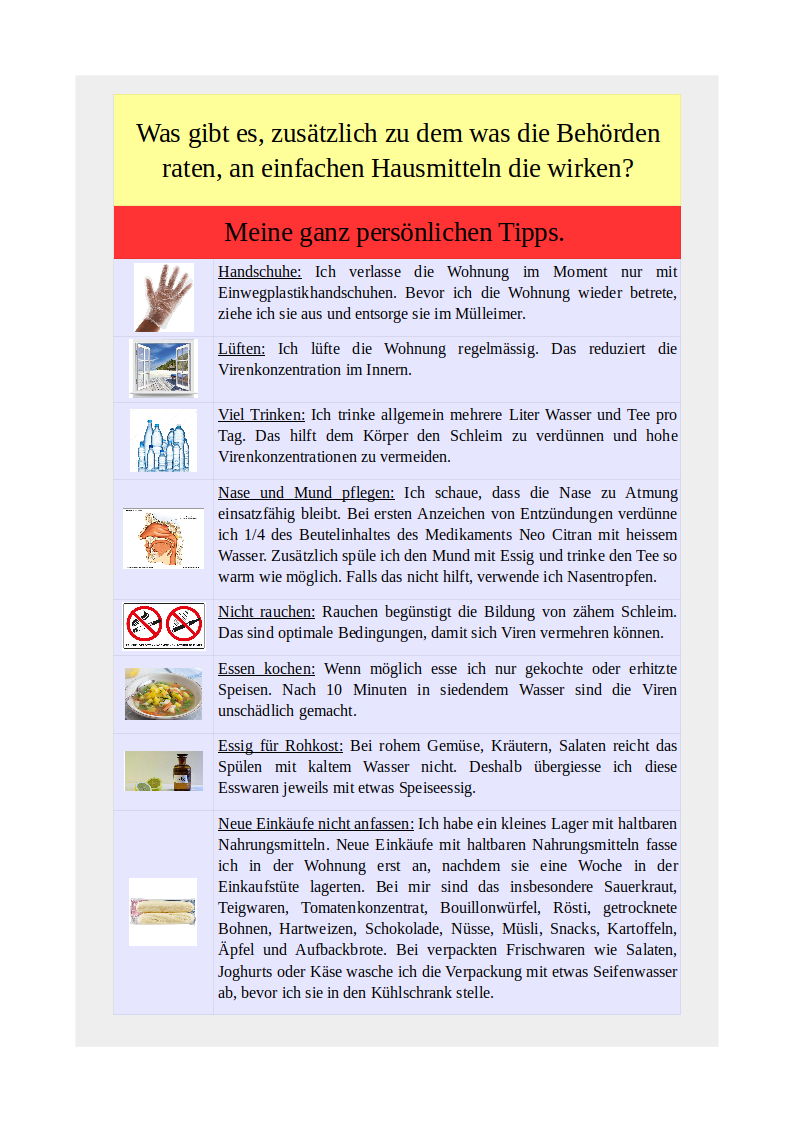 Was gibt es, zusätzlich zu dem was die Behörden
raten, an einfachen Hausmitteln die wirken?
Meine ganz persönlichen Tipps.
Handschuhe: Ich verlasse die Wohnung im Moment nur mit
Einwegplastikhandschuhen. Bevor ich die Wohnung wieder betrete,
ziehe ich sie aus und entsorge sie im Mülleimer.
Lüften: Ich lüfte die Wohnung regelmässig. Das reduziert die
Virenkonzentration im Innern.
Viel Trinken: Ich trinke allgemein mehrere Liter Wasser und Tee pro
Tag. Das hilft dem Körper den Schleim zu verdünnen und hohe
Virenkonzentrationen zu vermeiden.
Nase und Mund pflegen: Ich schaue, dass die Nase zu Atmung
einsatzfähig bleibt. Bei ersten Anzeichen von Entzündungen verdünne
ich 1/4 des Beutelinhaltes des Medikaments Neo Citran mit heissem
Wasser. Zusätzlich spüle ich den Mund mit Essig und trinke den Tee so
warm wie möglich. Falls das nicht hilft, verwende ich Nasentropfen.
Nicht rauchen: Rauchen begünstigt die Bildung von zähem Schleim.
Das sind optimale Bedingungen, damit sich Viren vermehren können.
Essen kochen: Wenn möglich esse ich nur gekochte oder erhitzte
Speisen. Nach 10 Minuten in siedendem Wasser sind die Viren
unschädlich gemacht.
Essig für Rohkost: Bei rohem Gemüse, Kräutern, Salaten reicht das
Spülen mit kaltem Wasser nicht. Deshalb übergiesse ich diese
Esswaren jeweils mit etwas Speiseessig.
Neue Einkäufe nicht anfassen: Ich habe ein kleines Lager mit haltbaren
Nahrungsmitteln. Neue Einkäufe mit haltbaren Nahrungsmitteln fasse
ich in der Wohnung erst an, nachdem sie eine Woche in der
Einkaufstüte lagerten. Bei mir sind das insbesondere Sauerkraut,
Teigwaren, Tomatenkonzentrat, Bouillonwürfel, Rösti, getrocknete
Bohnen, Hartweizen, Schokolade, Nüsse, Müsli, Snacks, Kartoffeln,
Äpfel und Aufbackbrote. Bei verpackten Frischwaren wie Salaten,
Joghurts oder Käse wasche ich die Verpackung mit etwas Seifenwasser
ab, bevor ich sie in den Kühlschrank stelle.